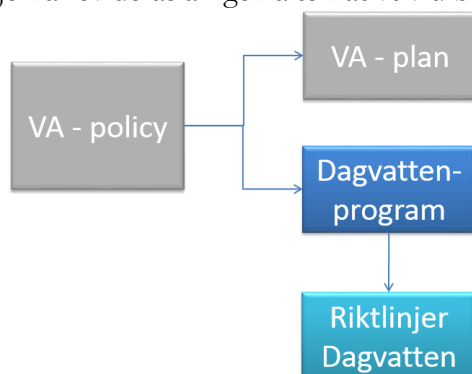 VA - plan
VA - policy
Dagvatten-
program
Riktlinjer
Dagvatten